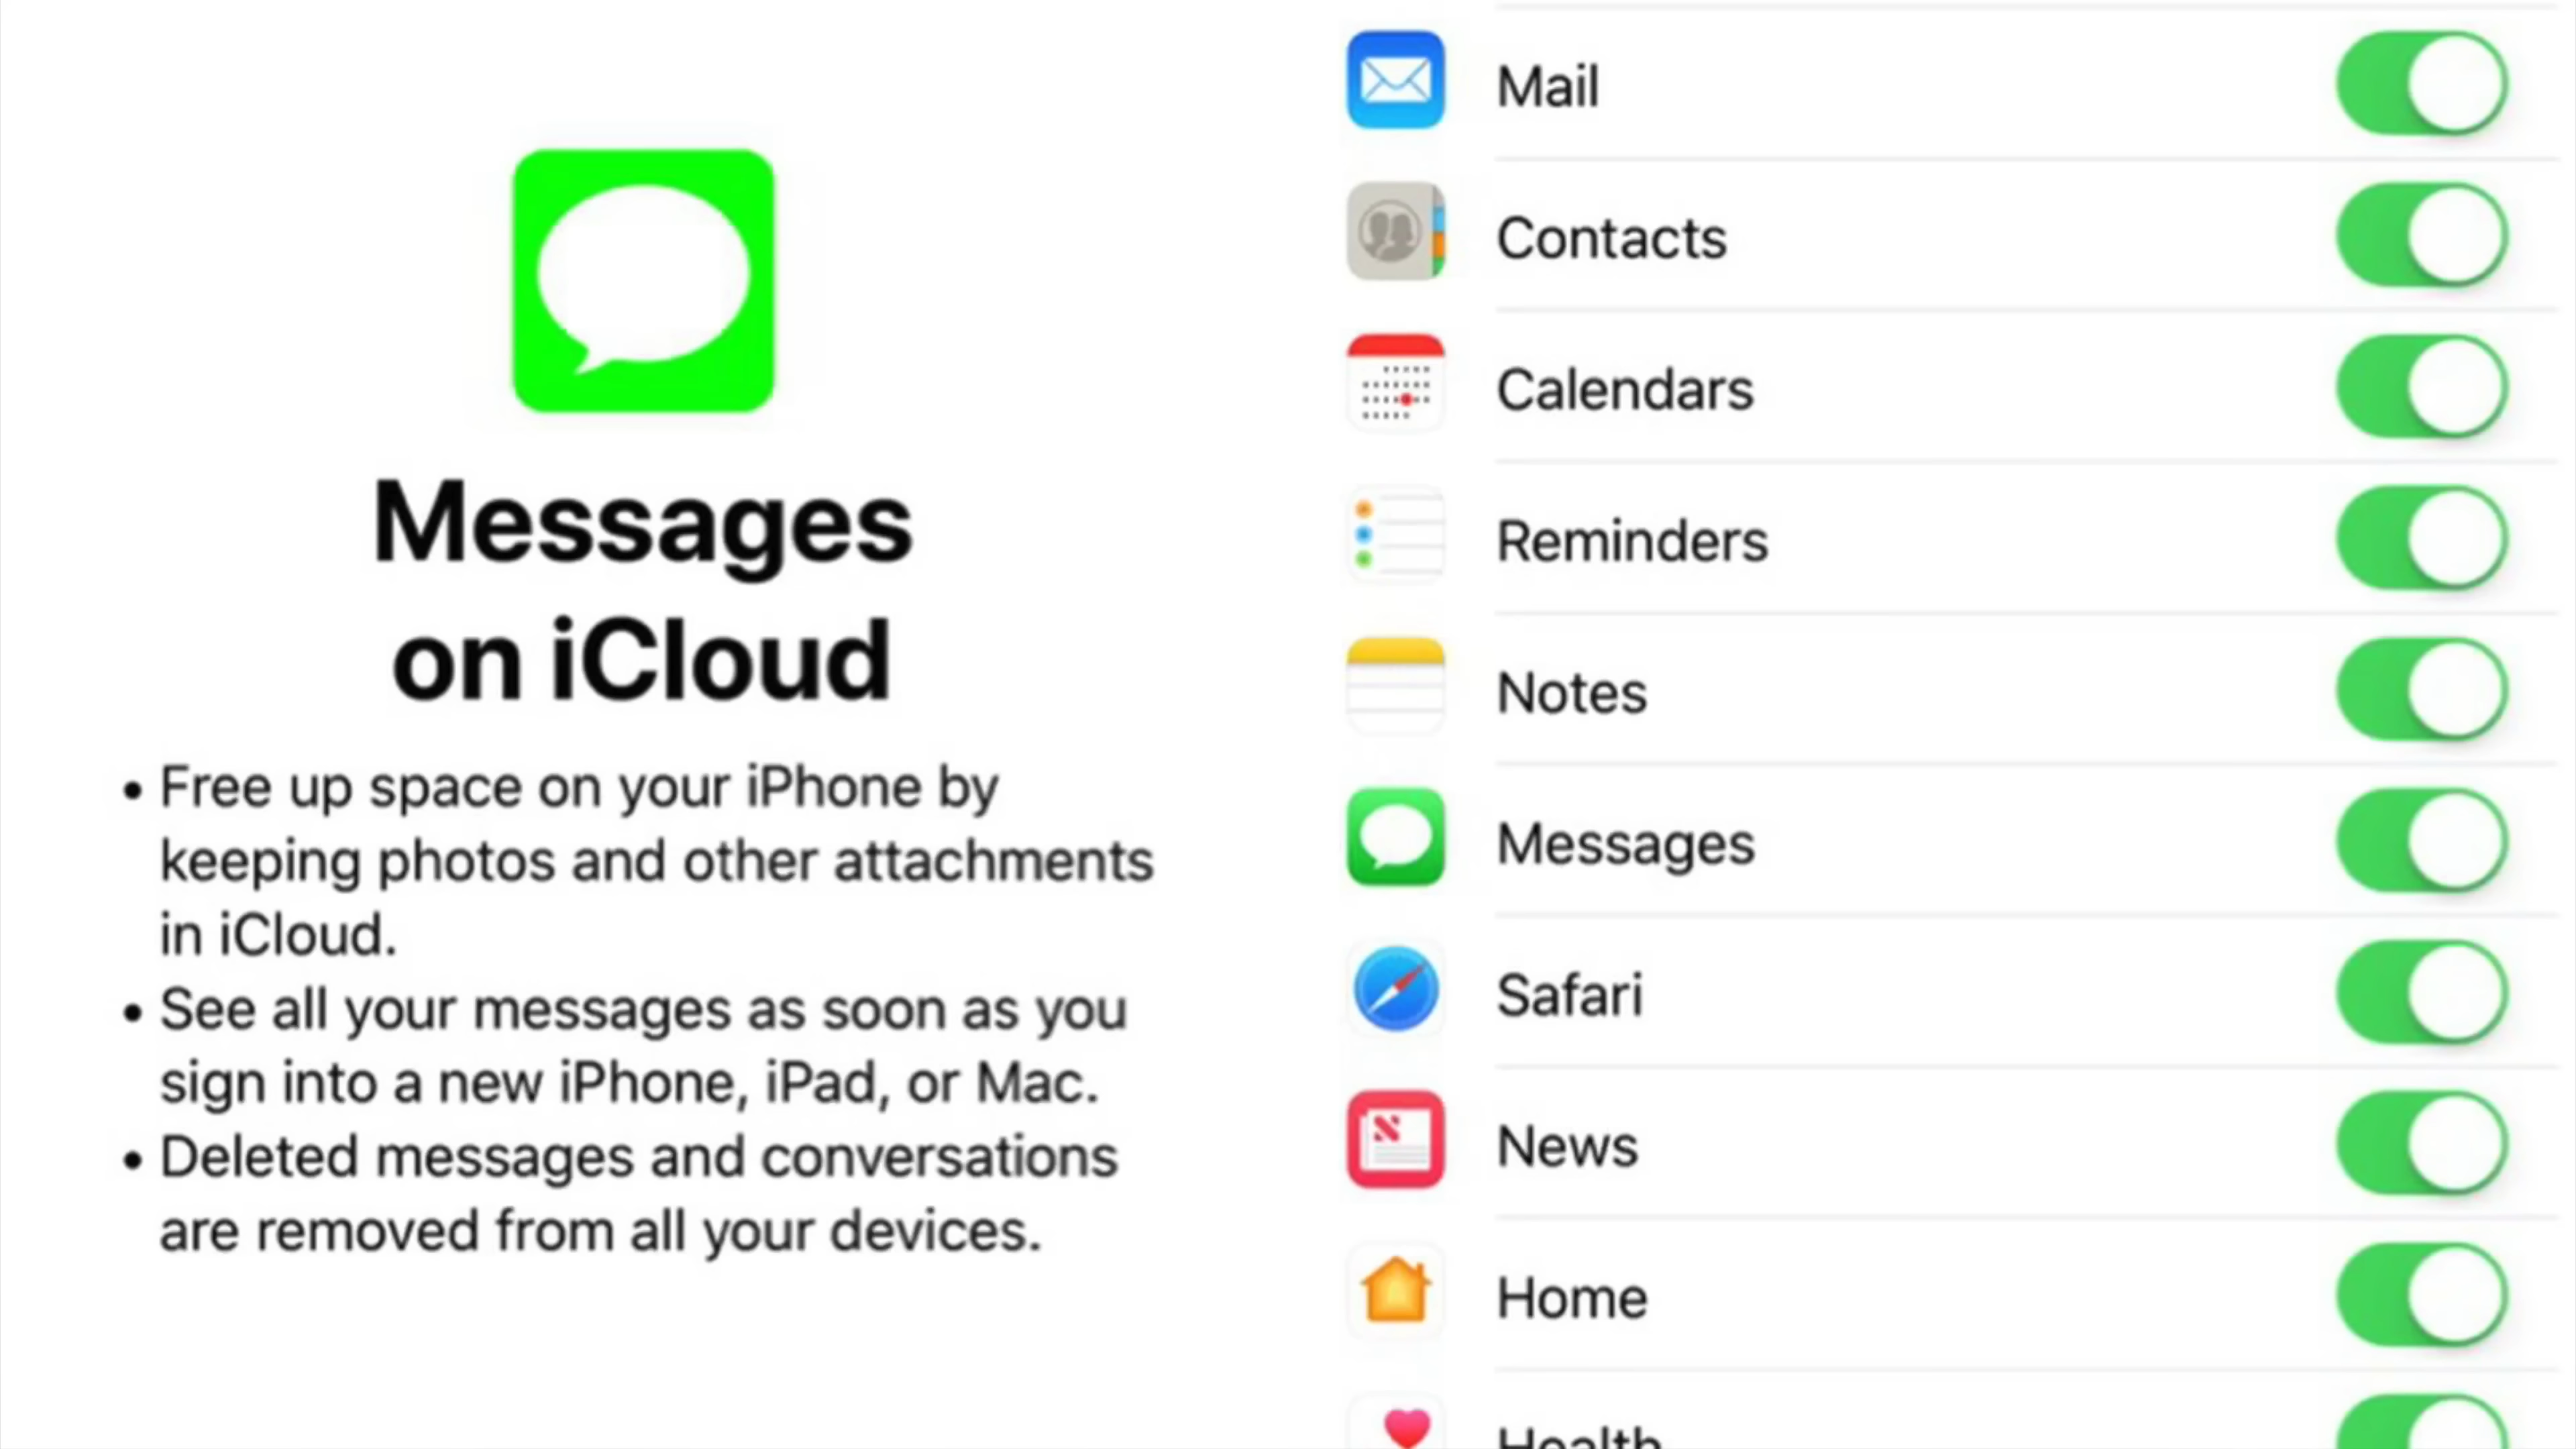 Messages
on iCloud
• Free up space on your iPhone by
keeping photos and other attachments
in iCloud.
• See all your messages as soon as you
sign into a new iPhone, iPad, or Mac.
• Deleted messages and conversations
are removed from all your devices.
Mail
Contacts
Calendars
Reminders
Notes
Messages
Safari
News
Home
Health